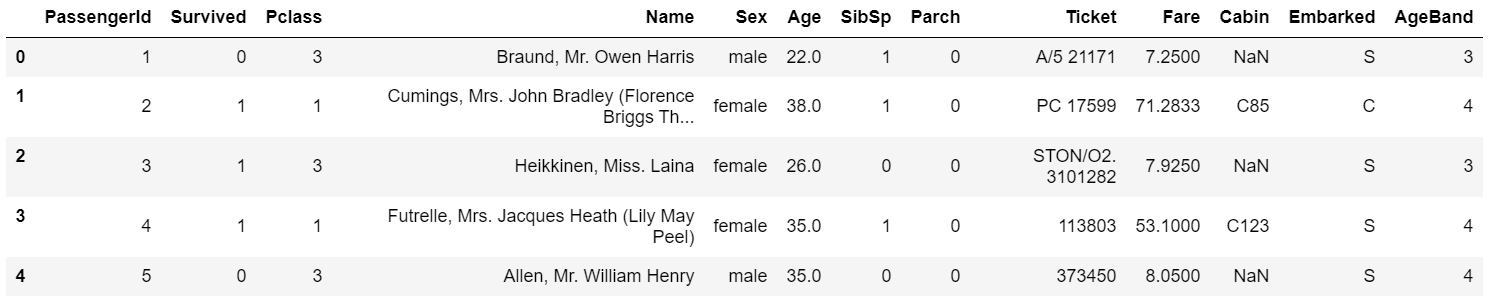 PassengerId Survived Pclass Name Sex Age SibSp Parch Ticket Fare Cabin Embarked AgeBand
0 1 0 3 Braund, Mr. Owen Harris male 22.0 1 0 A/5 21171 7.2500 NaN S 3
1 2 1 1 Cumings, Mrs. John Bradley (Florence Briggs Th... female 38.0 1 0 PC 17599 71.2833 C85 C 4
2 3 1 3 Heikkinen, Miss. Laina female 26.0 0 0 STON/O2. 3101282 7.9250 NaN S 3
3 4 1 1 Futrelle, Mrs. Jacques Heath (Lily May Peel) female 35.0 1 0 113803 53.1000 C123 S 4
4 5 0 3 Allen, Mr. William Henry male 35.0 0 0 373450 8.0500 NaN S 4